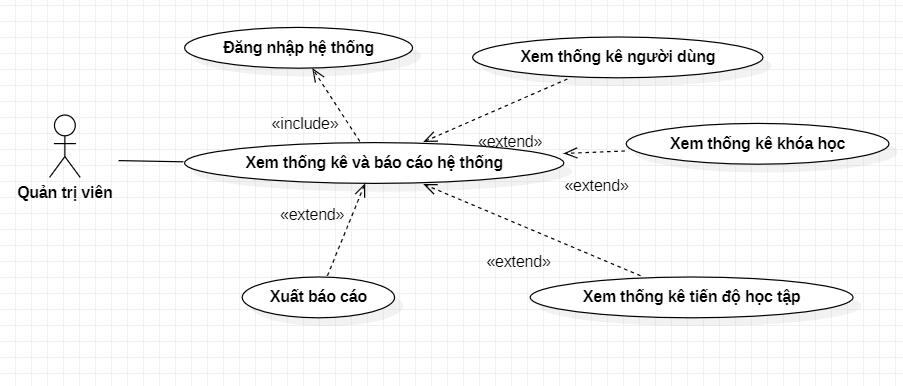 Đăng nhập hệ thống
Xem thống kê người dùng
«include»
«extend»
Xem thống kê khóa học
Xem thống kê và báo cáo hệ thống
Quản trị viên
«extend»
«extend»
«extend»
Xuất báo cáo
Xem thống kê tiến độ học tập